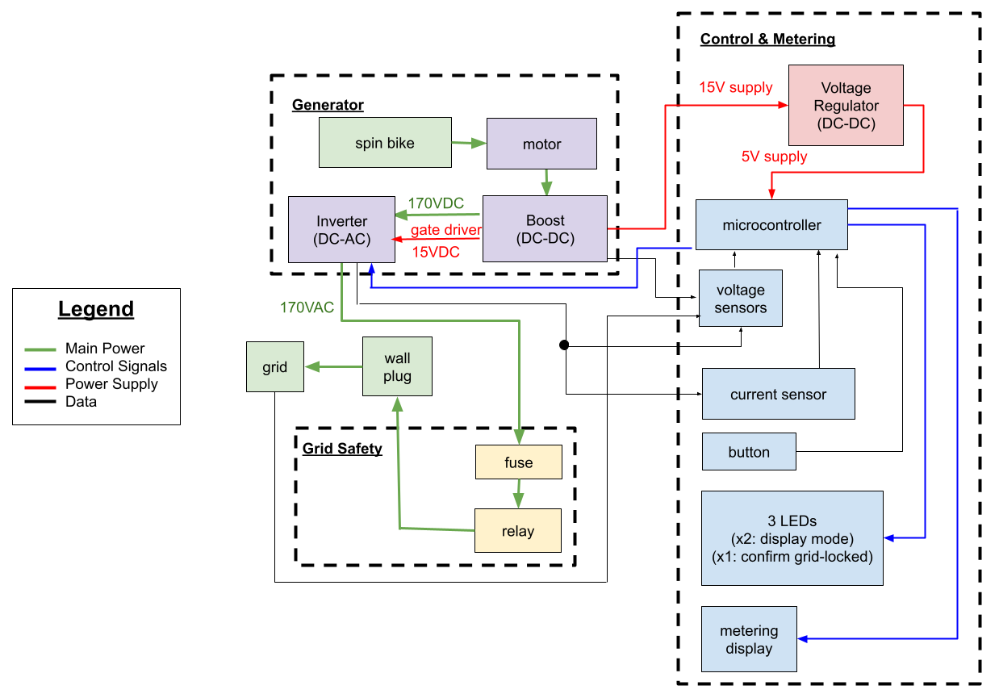 Control & Metering
15V supply
Voltage
Regulator
(DC-DC)
5V supply
microcontroller
voltage
sensors
current sensor
button
3 LEDs
(x2: display mode)
(x1: confirm grid-locked)
metering
display
Generator
spin bike
motor
Inverter
(DC-AC)
170VDC
gate driver
15VDC
Boost
(DC-DC)
170VAC
grid
wall
plug
Grid Safety
fuse
relay
Legend
Main Power
Control Signals
Power Supply
Data